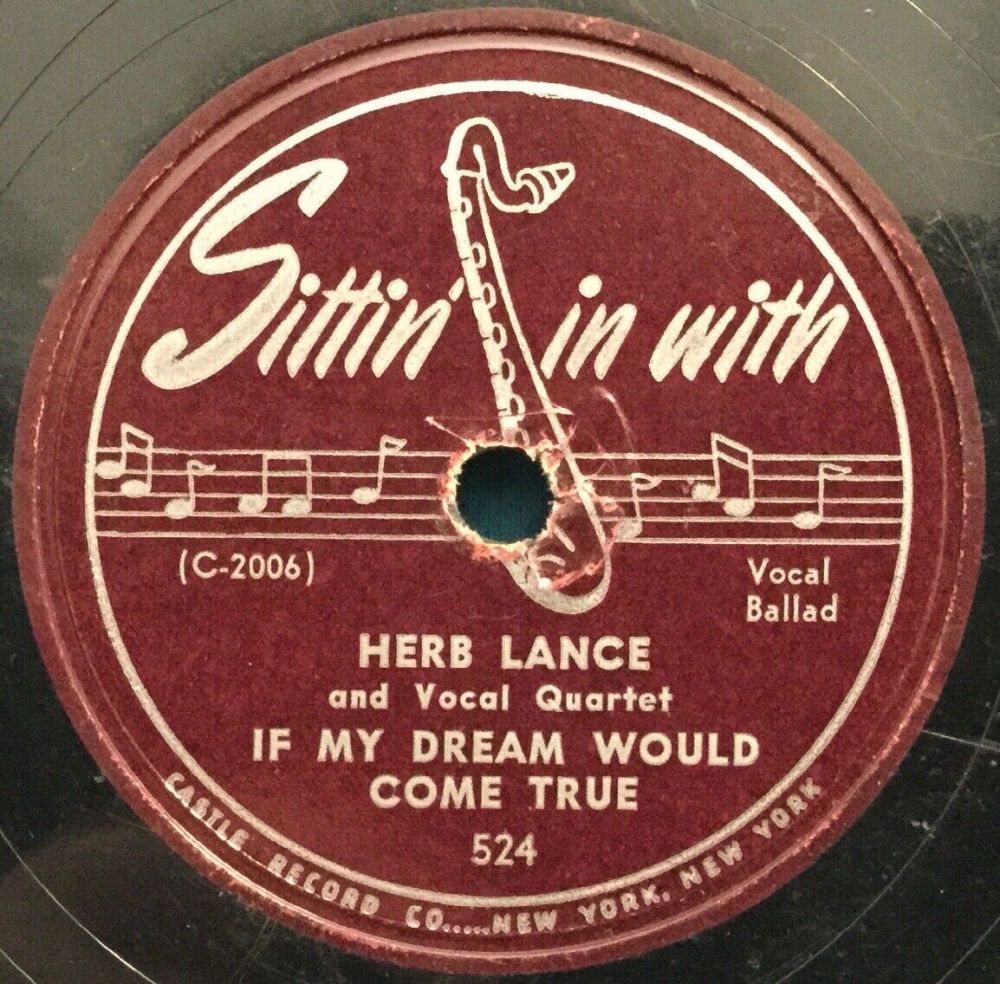 Sittin' in with
(C-2006)
Vocal
Ballad
HERB LANCE
and Vocal Quartet
IF MY DREAM WOULD
COME TRUE
524
CASTLE RECORD CO.....NEW YORK, NEW YORK